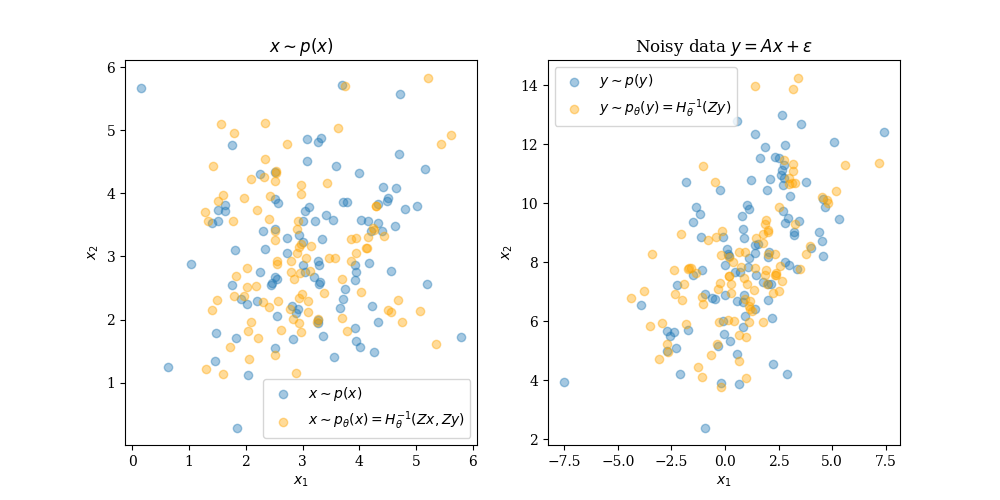 x ∼ p(x)
Noisy data y = Ax + ε
6
5
4
3
2
1
x₂
0 1 2 3 4 5 6
x₁
x ∼ p(x)
x ∼ p_θ(x) = H_θ⁻¹(Zx, Zy)
14
12
10
8
6
4
2
x₂
−7.5 −5.0 −2.5 0.0 2.5 5.0 7.5
x₁
y ∼ p(y)
y ∼ p_θ(y) = H_θ⁻¹(Zy)